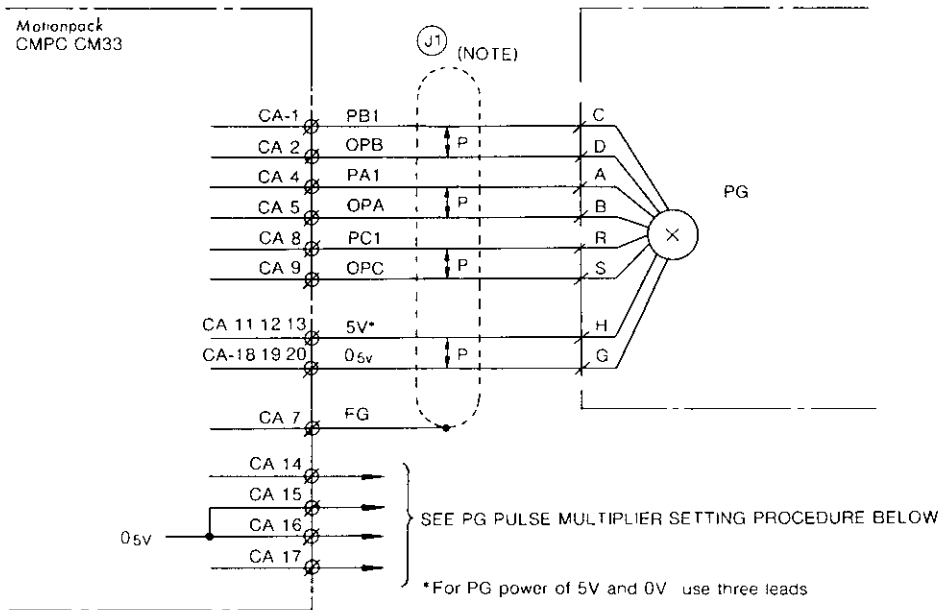 Motionpack
CMPC CM33
J1 (NOTE)
CA-1 PB1 C
P
CA 2 OPB D
CA 4 PA1 A
P
CA 5 OPA B
PG
CA 8 PC1 R
P
CA 9 OPC S
CA 11 12 13 5V* H
P
CA-18 19 20 05V G
CA 7 FG
CA 14
CA 15
SEE PG PULSE MULTIPLIER SETTING PROCEDURE BELOW
05V CA 16
CA 17
*For PG power of 5V and 0V use three leads